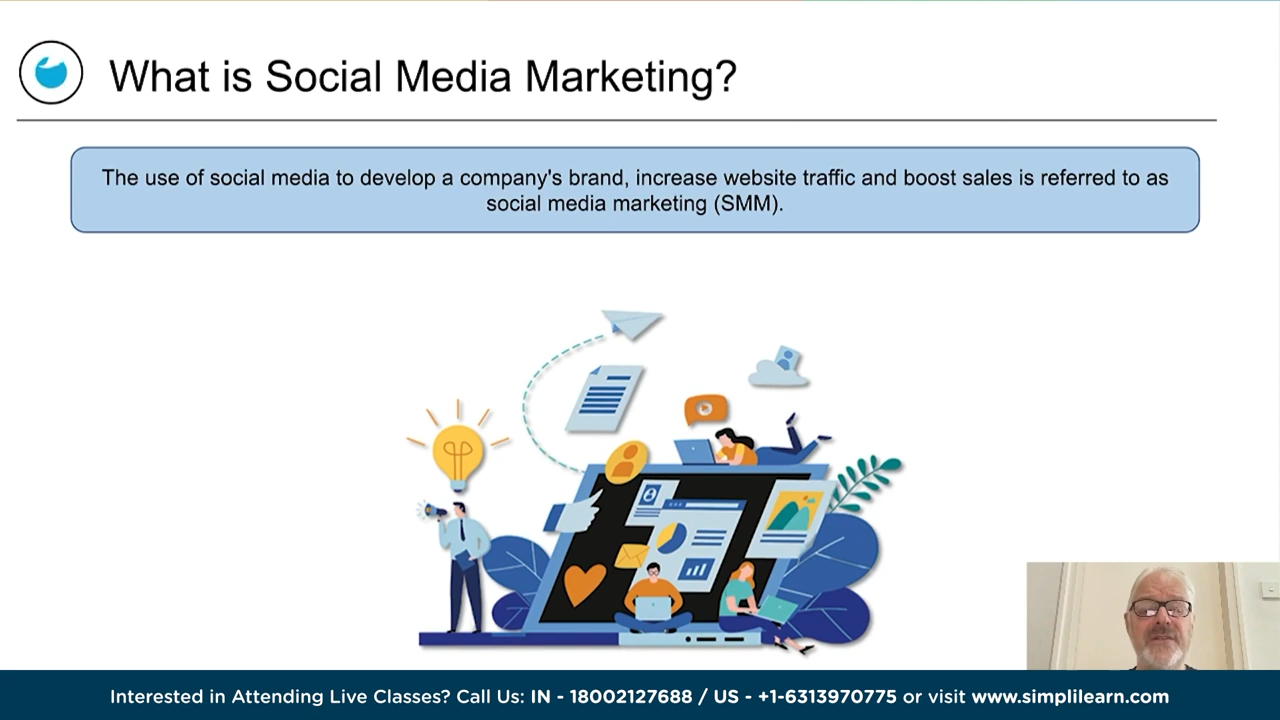 What is Social Media Marketing?
The use of social media to develop a company's brand, increase website traffic and boost sales is referred to as
social media marketing (SMM).
Interested in Attending Live Classes? Call Us: IN - 18002127688 / US - +1-6313970775 or visit www.simplilearn.com